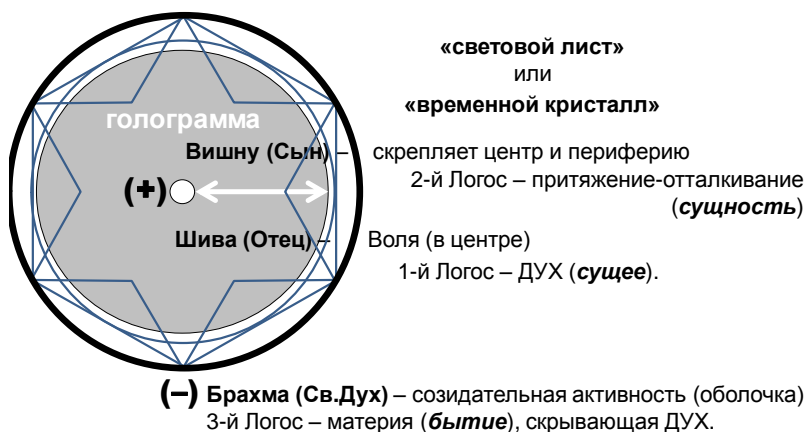 «световой лист»
или
«временной кристалл»
голограмма
Вишну (Сын) – скрепляет центр и периферию
2-й Логос – притяжение-отталкивание
(сущность)
(+)
Шива (Отец) – Воля (в центре)
1-й Логос – ДУХ (сущее).
(–) Брахма (Св.Дух) – созидательная активность (оболочка)
3-й Логос – материя (бытие), скрывающая ДУХ.